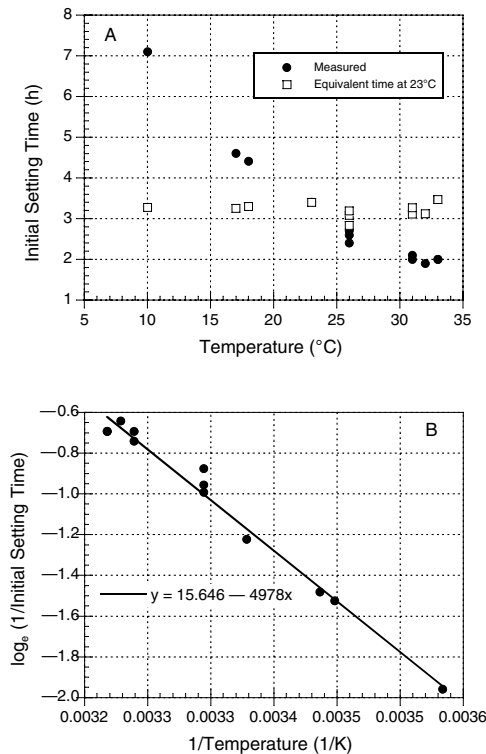 A
8
7
6
5
4
3
2
1
Initial Setting Time (h)
Measured
Equivalent time at 23°C
5 10 15 20 25 30 35
Temperature (°C)
B
—0.6
—0.8
—1.0
—1.2
—1.4
—1.6
—1.8
—2.0
logₑ (1/Initial Setting Time)
y = 15.646 — 4978x
0.0032 0.0033 0.0033 0.0034 0.0034 0.0035 0.0036
1/Temperature (1/K)